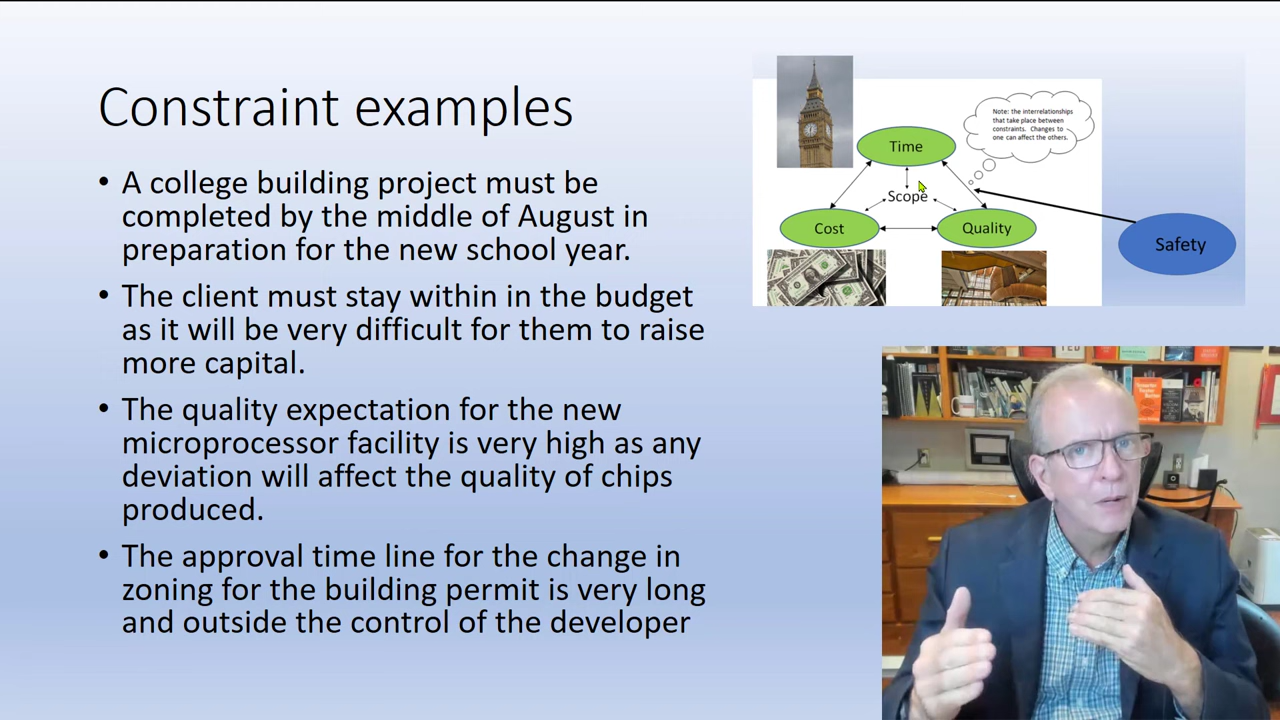 Constraint examples
• A college building project must be
completed by the middle of August in
preparation for the new school year.
• The client must stay within in the budget
as it will be very difficult for them to raise
more capital.
• The quality expectation for the new
microprocessor facility is very high as any
deviation will affect the quality of chips
produced.
• The approval time line for the change in
zoning for the building permit is very long
and outside the control of the developer
Note: the interrelationships
that take place between
constraints. Changes to
one can affect the others.
Time
Scope
Cost
Quality
Safety
TED